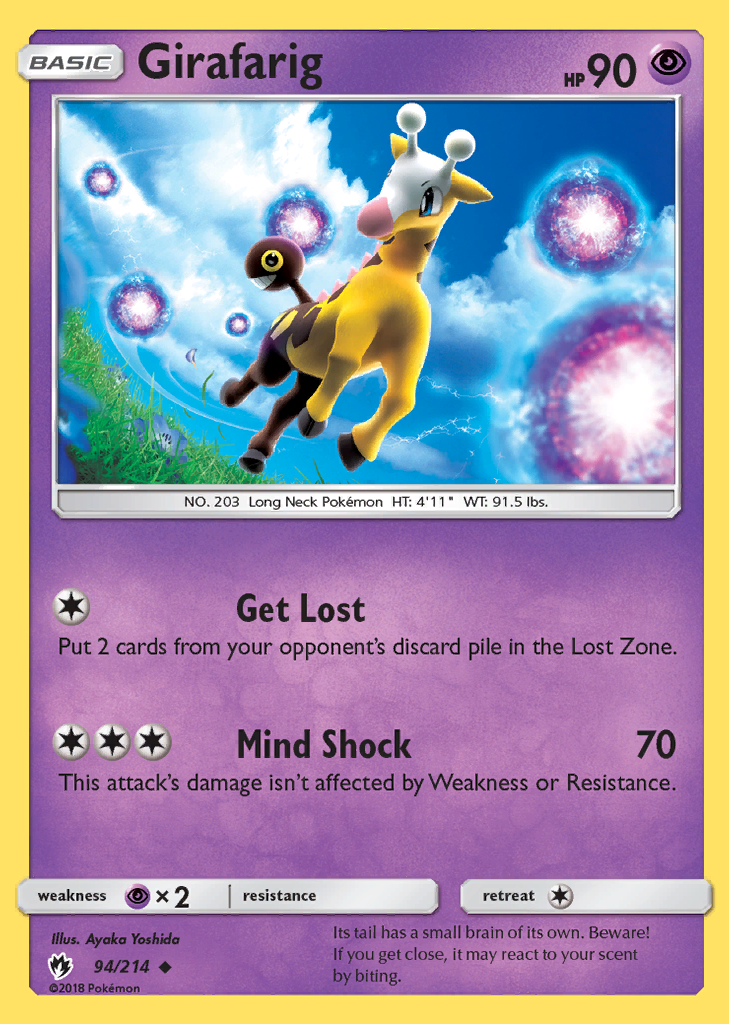 BASIC Girafarig HP 90
NO. 203 Long Neck Pokémon HT: 4'11" WT: 91.5 lbs.
Get Lost
Put 2 cards from your opponent's discard pile in the Lost Zone.
Mind Shock 70
This attack's damage isn't affected by Weakness or Resistance.
weakness ×2 resistance retreat
Illus. Ayaka Yoshida
94/214
©2018 Pokémon
Its tail has a small brain of its own. Beware!
If you get close, it may react to your scent
by biting.